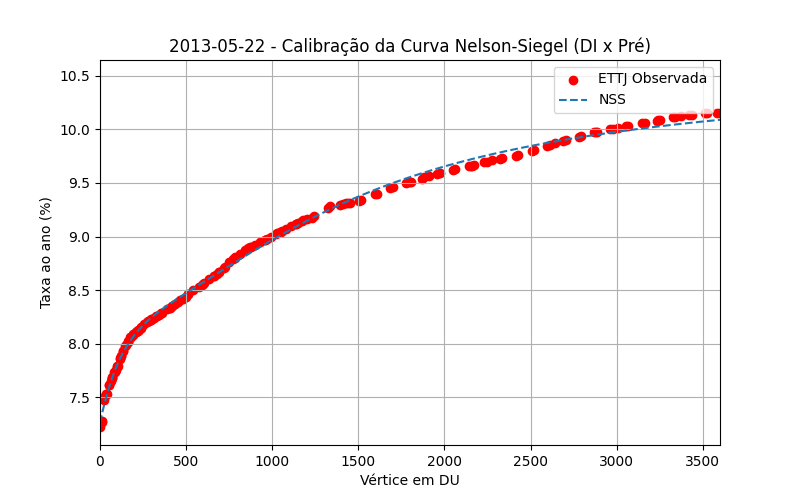 2013-05-22 - Calibração da Curva Nelson-Siegel (DI x Pré)
ETTJ Observada
NSS
Taxa ao ano (%)
10.5
10.0
9.5
9.0
8.5
8.0
7.5
0 500 1000 1500 2000 2500 3000 3500
Vértice em DU